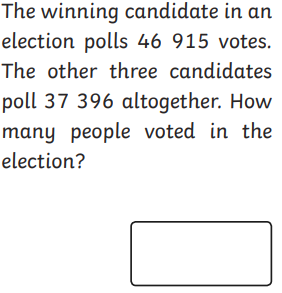 The winning candidate in an
election polls 46 915 votes.
The other three candidates
poll 37 396 altogether. How
many people voted in the
election?